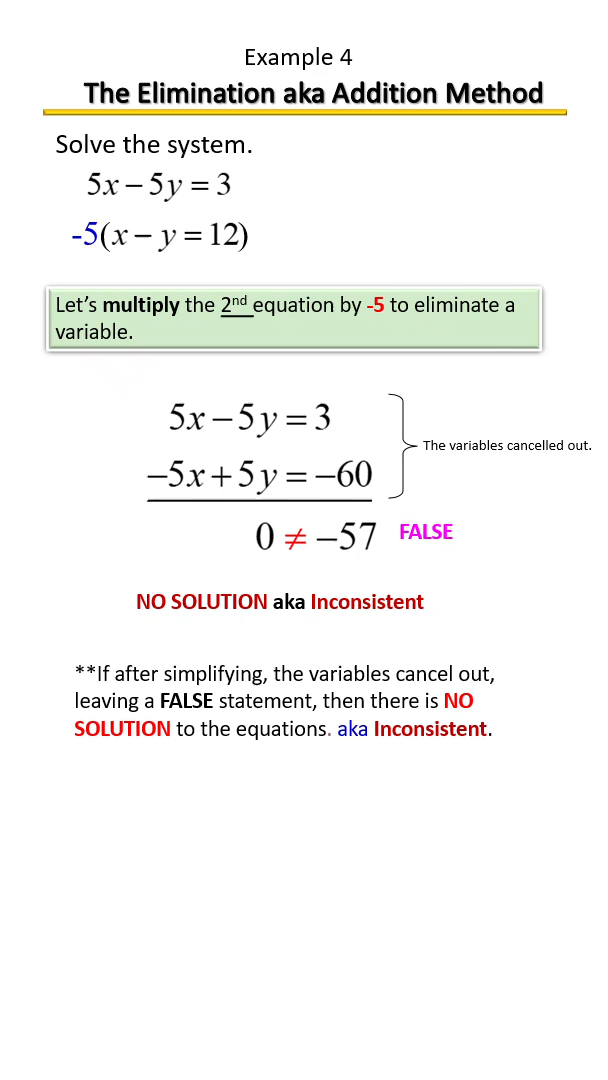 Example 4
The Elimination aka Addition Method
Solve the system.
5x − 5y = 3
-5(x − y = 12)
Let's multiply the 2nd equation by -5 to eliminate a
variable.
5x − 5y = 3
The variables cancelled out.
−5x + 5y = −60
0 ≠ −57 FALSE
NO SOLUTION aka Inconsistent
**If after simplifying, the variables cancel out,
leaving a FALSE statement, then there is NO
SOLUTION to the equations. aka Inconsistent.